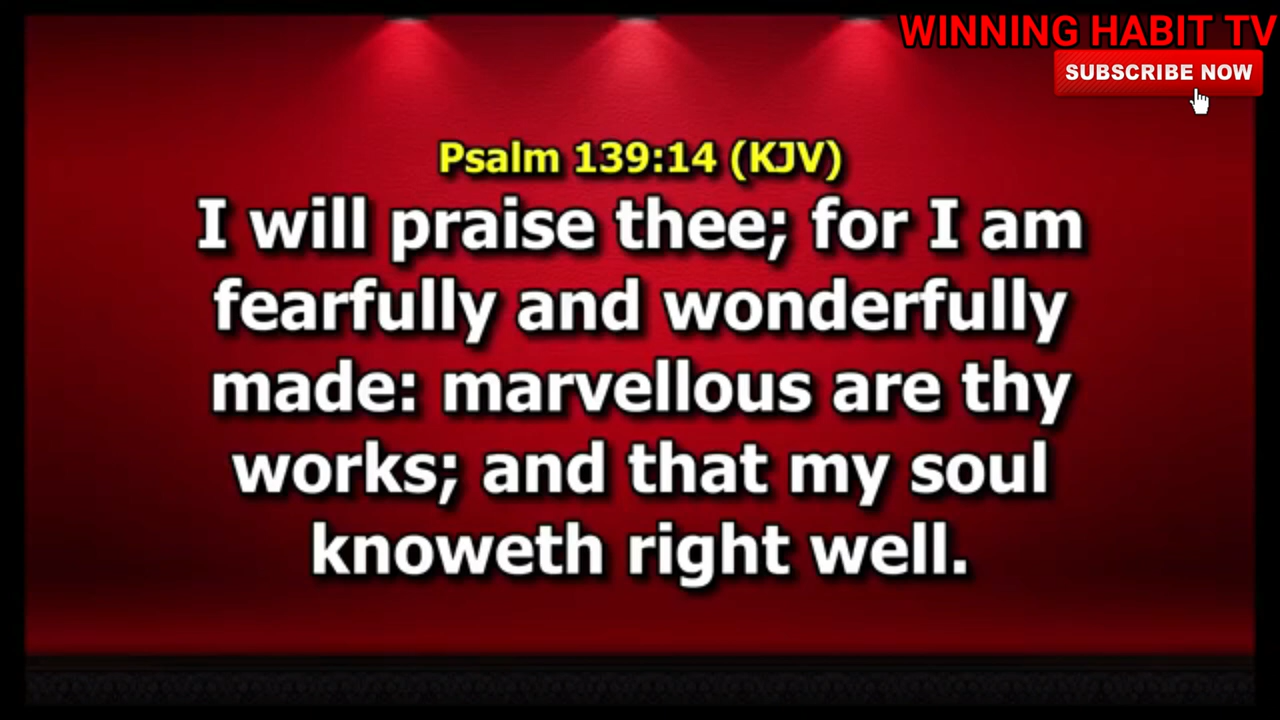 WINNING HABIT TV
SUBSCRIBE NOW
Psalm 139:14 (KJV)
I will praise thee; for I am
fearfully and wonderfully
made: marvellous are thy
works; and that my soul
knoweth right well.